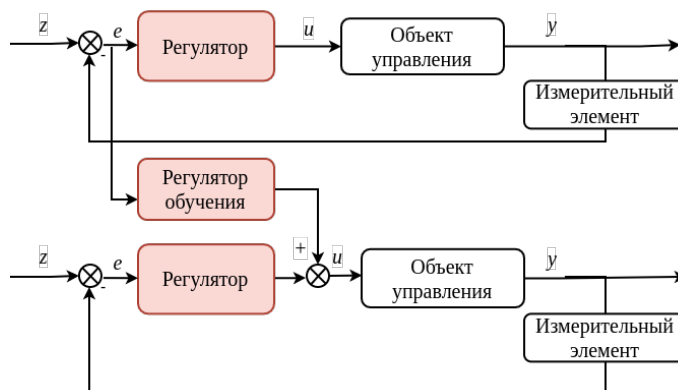 z
e
-
Регулятор
u
Объект
управления
y
Измерительный
элемент
Регулятор
обучения
z
e
-
Регулятор
+
u
Объект
управления
y
Измерительный
элемент